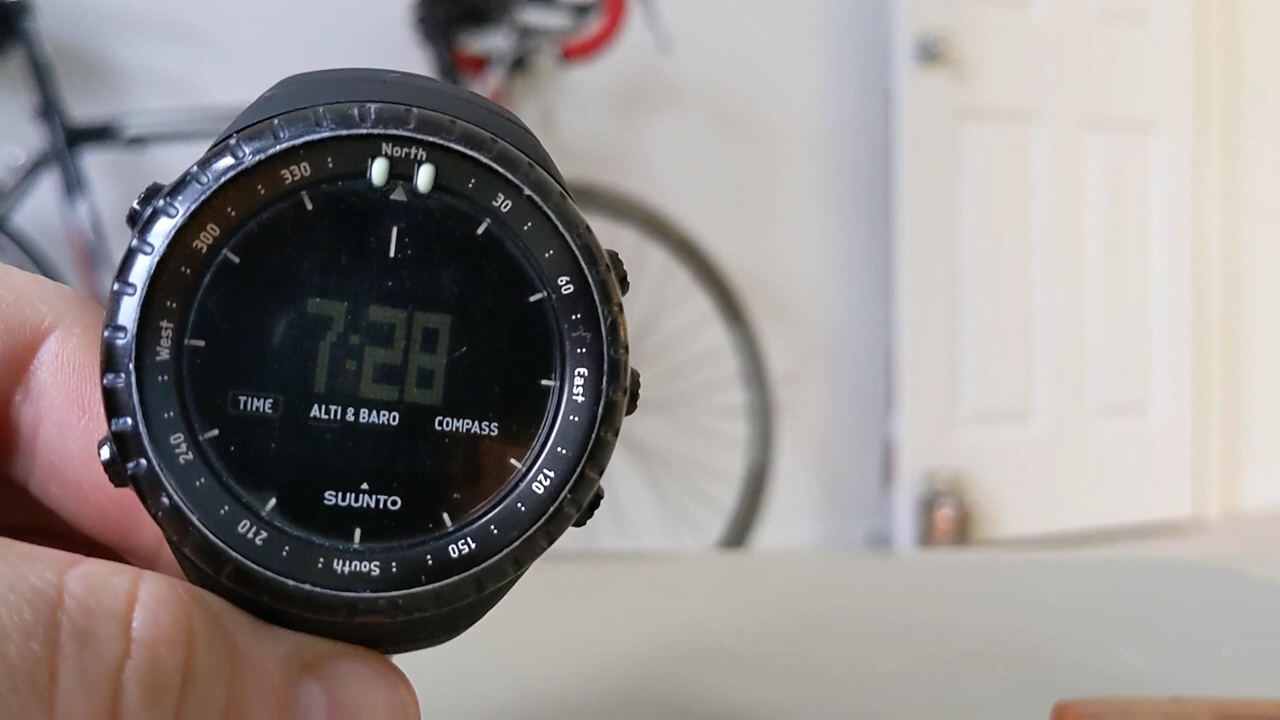 North
30
60
East
120
150
South
210
240
West
300
330
7:28
TIME ALTI & BARO COMPASS
SUUNTO